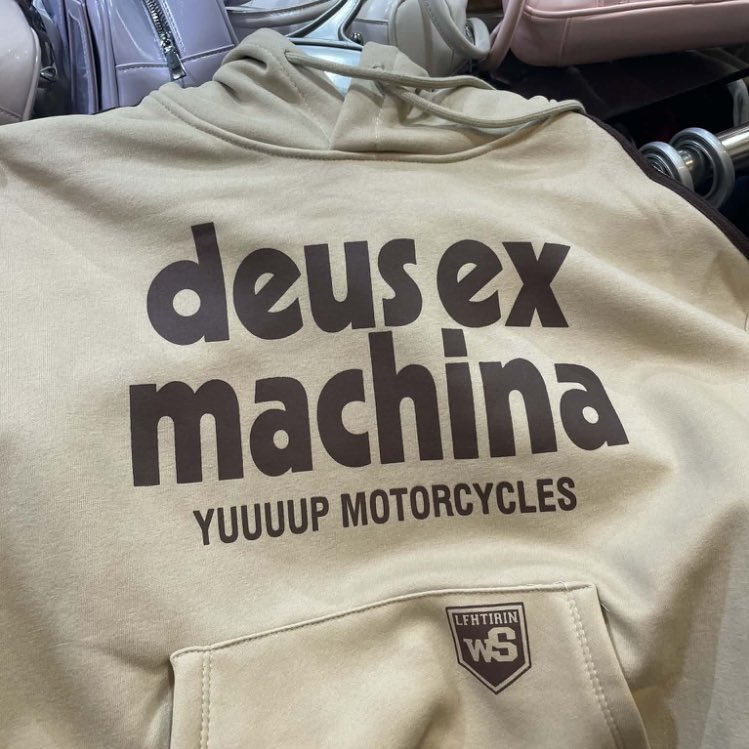 deus ex
machina
YUUUUP MOTORCYCLES
LFHTIRIN
WS